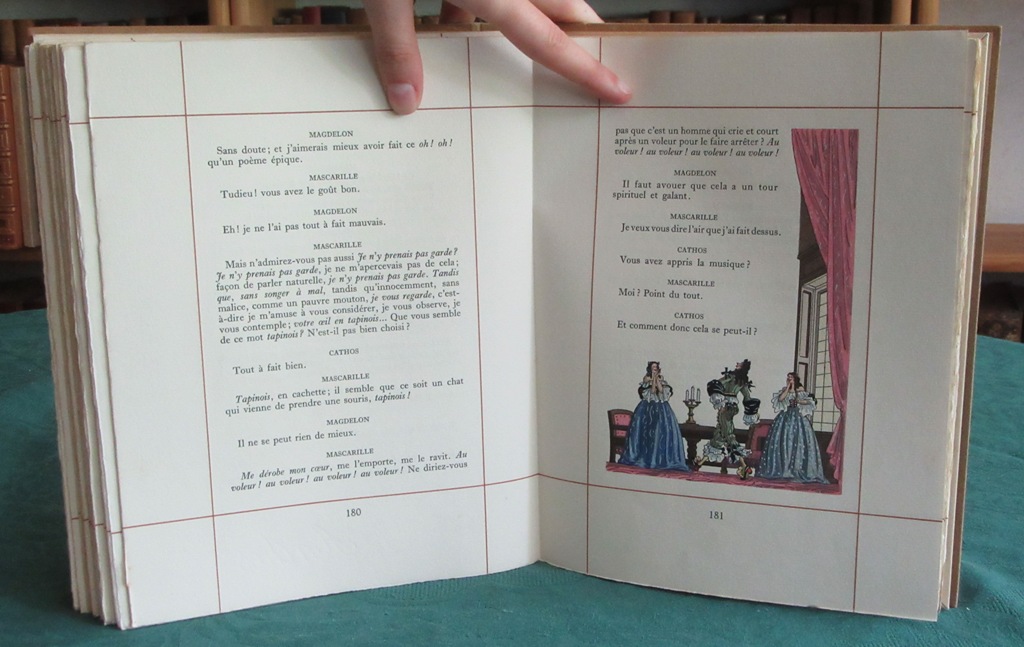 MAGDELON
Sans doute; et j'aimerais mieux avoir fait ce oh! oh!
qu'un poème épique.
MASCARILLE
Tudieu! vous avez le goût bon.
MAGDELON
Eh! je ne l'ai pas tout à fait mauvais.
MASCARILLE
Mais n'admirez-vous pas aussi Je n'y prenais pas garde?
Je n'y prenais pas garde, je ne m'apercevais pas de cela;
façon de parler naturelle, je n'y prenais pas garde. Tandis
que, sans songer à mal, tandis qu'innocemment, sans
malice, comme un pauvre mouton, je vous regarde, c'est-
à-dire je m'amuse à vous considérer, je vous observe, je
vous contemple; votre œil en tapinois... Que vous semble
de ce mot tapinois? N'est-il pas bien choisi?
CATHOS
Tout à fait bien.
MASCARILLE
Tapinois, en cachette; il semble que ce soit un chat
qui vienne de prendre une souris, tapinois!
MAGDELON
Il ne se peut rien de mieux.
MASCARILLE
Me dérobe mon cœur, me l'emporte, me le ravit. Au
voleur! au voleur! au voleur! au voleur! Ne diriez-vous
180
pas que c'est un homme qui crie et court
après un voleur pour le faire arrêter? Au
voleur! au voleur! au voleur! au voleur!
MAGDELON
Il faut avouer que cela a un tour
spirituel et galant.
MASCARILLE
Je veux vous dire l'air que j'ai fait dessus.
CATHOS
Vous avez appris la musique?
MASCARILLE
Moi? Point du tout.
CATHOS
Et comment donc cela se peut-il?
181